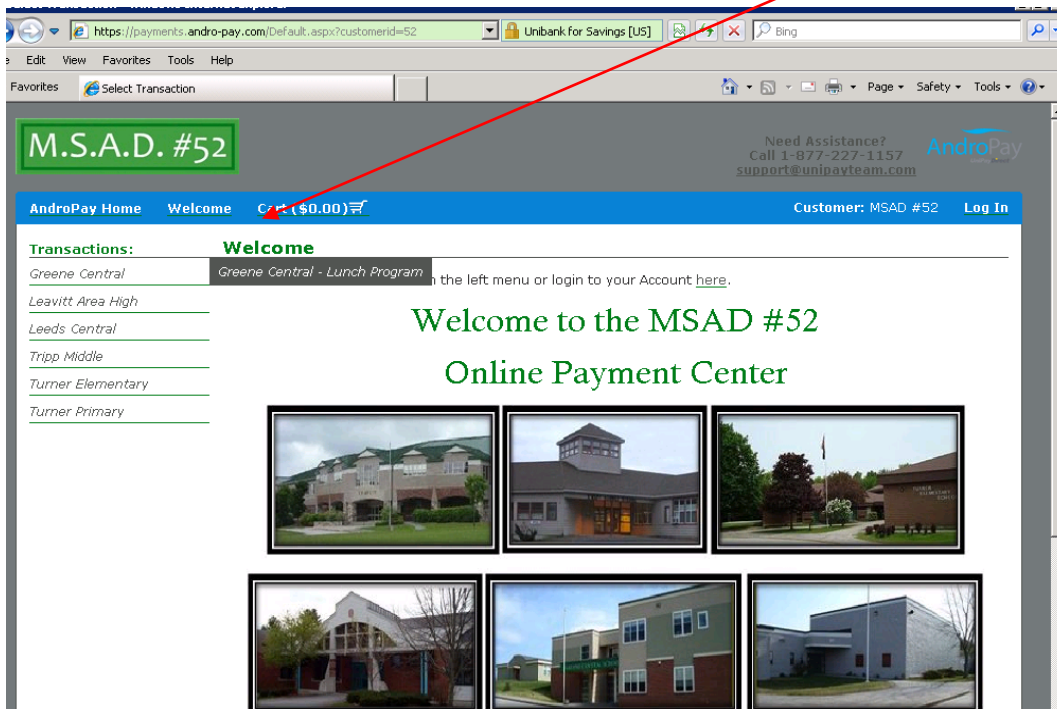 https://payments.andro-pay.com/Default.aspx?customerid=52 Unibank for Savings [US] Bing
Edit View Favorites Tools Help
Favorites Select Transaction Page Safety Tools
M.S.A.D. #52
Need Assistance?
Call 1-877-227-1157
support@unipayteam.com
AndroPay
AndroPay Home Welcome Cart ($0.00) Customer: MSAD #52 Log In
Transactions:
Greene Central
Leavitt Area High
Leeds Central
Tripp Middle
Turner Elementary
Turner Primary
Welcome
Greene Central - Lunch Program
the left menu or login to your Account here.
Welcome to the MSAD #52
Online Payment Center